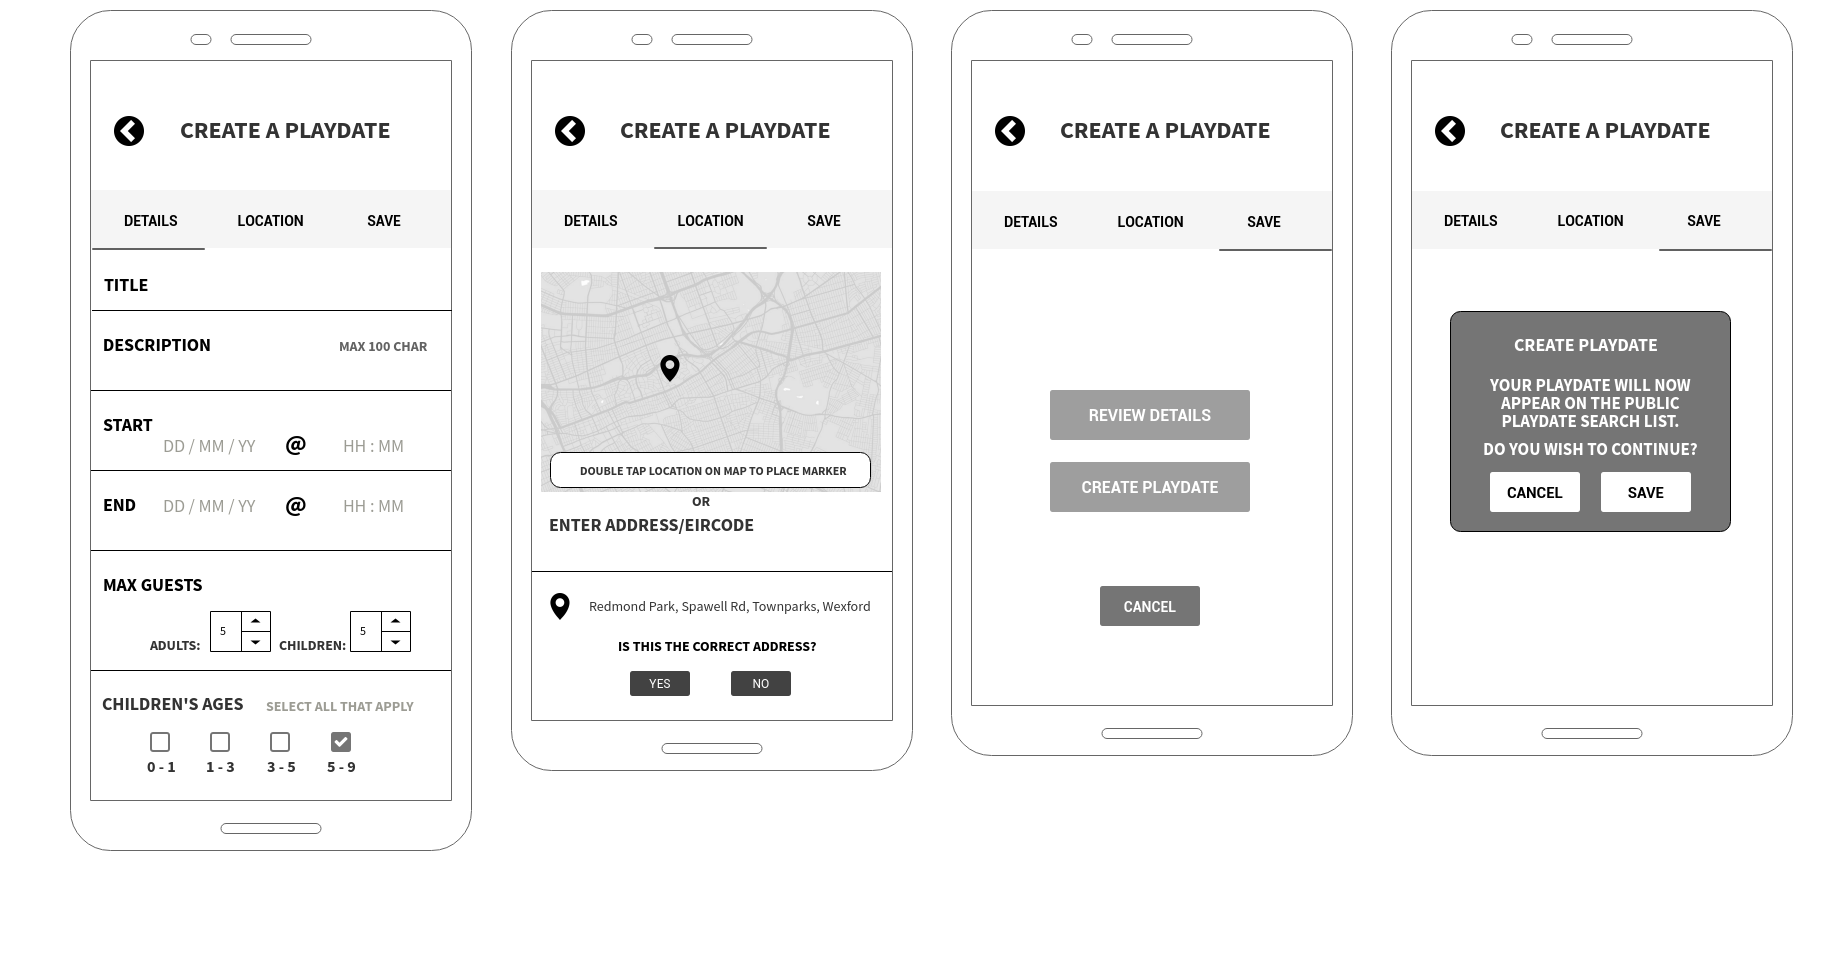 CREATE A PLAYDATE
DETAILS LOCATION SAVE
TITLE
DESCRIPTION MAX 100 CHAR
START
DD / MM / YY @ HH : MM
END DD / MM / YY @ HH : MM
MAX GUESTS
5 5
ADULTS: CHILDREN:
CHILDREN'S AGES SELECT ALL THAT APPLY
0 - 1 1 - 3 3 - 5 5 - 9
CREATE A PLAYDATE
DETAILS LOCATION SAVE
DOUBLE TAP LOCATION ON MAP TO PLACE MARKER
OR
ENTER ADDRESS/EIRCODE
Redmond Park, Spawell Rd, Townparks, Wexford
IS THIS THE CORRECT ADDRESS?
YES NO
CREATE A PLAYDATE
DETAILS LOCATION SAVE
REVIEW DETAILS
CREATE PLAYDATE
CANCEL
CREATE A PLAYDATE
DETAILS LOCATION SAVE
CREATE PLAYDATE
YOUR PLAYDATE WILL NOW
APPEAR ON THE PUBLIC
PLAYDATE SEARCH LIST.
DO YOU WISH TO CONTINUE?
CANCEL SAVE